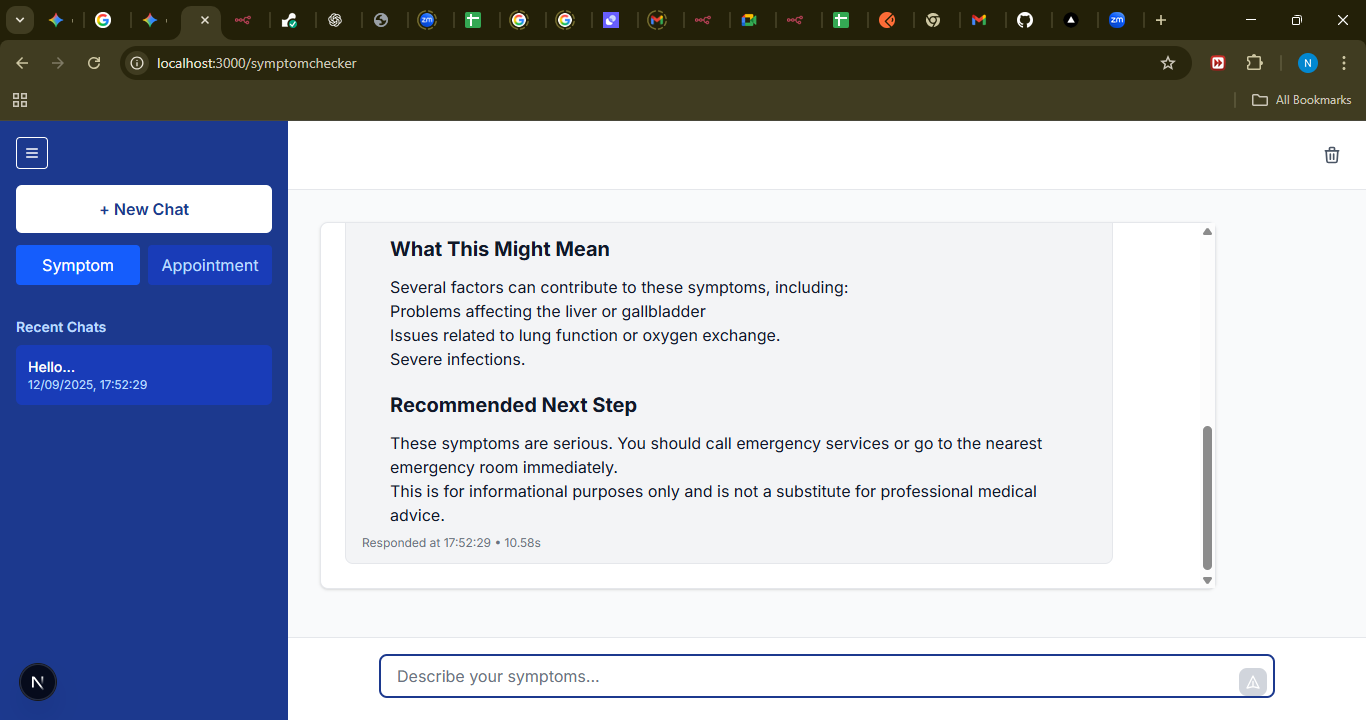 localhost:3000/symptomchecker
N
All Bookmarks
+ New Chat
Symptom
Appointment
Recent Chats
Hello...
12/09/2025, 17:52:29
What This Might Mean
Several factors can contribute to these symptoms, including:
Problems affecting the liver or gallbladder
Issues related to lung function or oxygen exchange.
Severe infections.
Recommended Next Step
These symptoms are serious. You should call emergency services or go to the nearest
emergency room immediately.
This is for informational purposes only and is not a substitute for professional medical
advice.
Responded at 17:52:29 • 10.58s
Describe your symptoms...
N